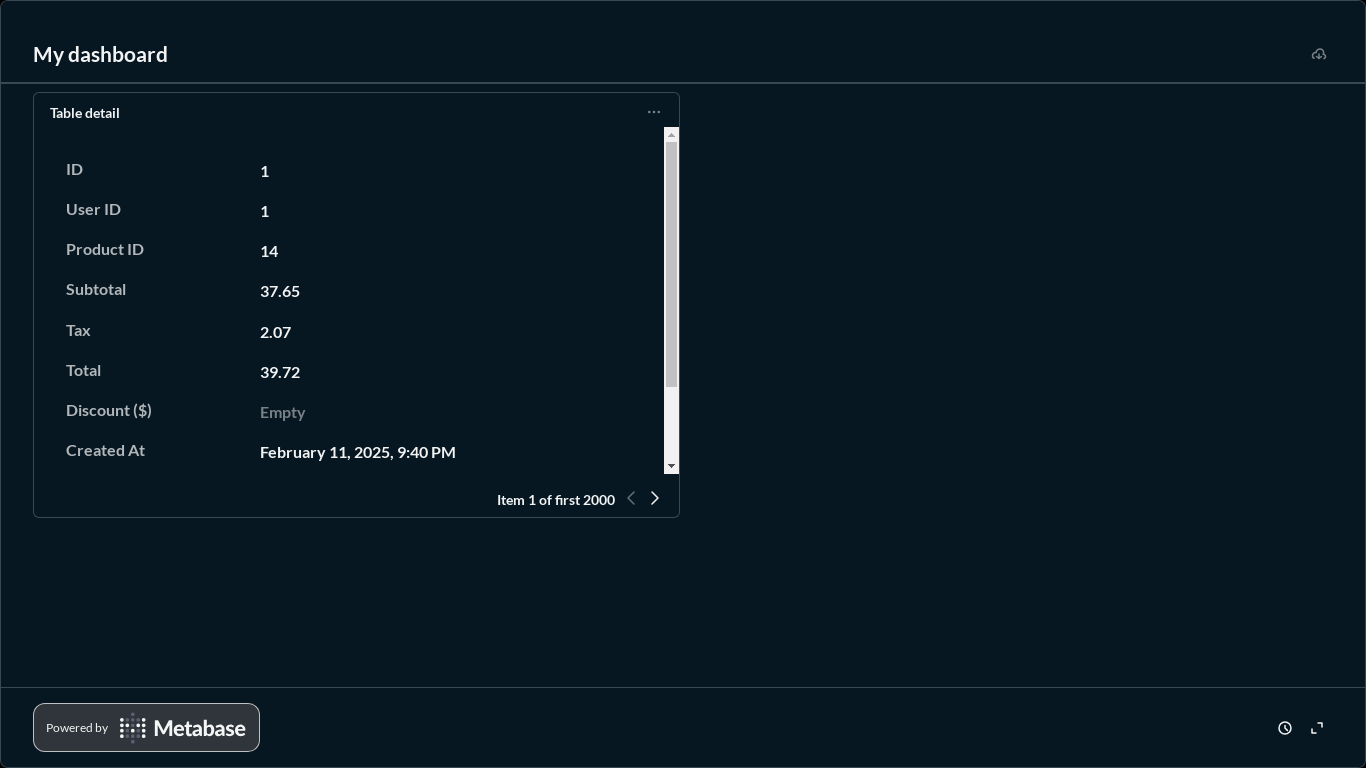 My dashboard
Table detail
ID 1
User ID 1
Product ID 14
Subtotal 37.65
Tax 2.07
Total 39.72
Discount ($) Empty
Created At February 11, 2025, 9:40 PM
Item 1 of first 2000
Powered by Metabase